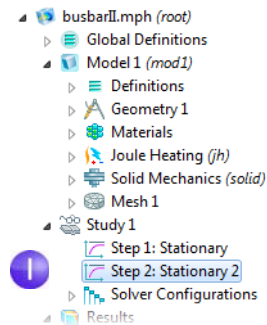 busbarII.mph (root)
Global Definitions
Model 1 (mod1)
Definitions
Geometry 1
Materials
Joule Heating (jh)
Solid Mechanics (solid)
Mesh 1
Study 1
Step 1: Stationary
I
Step 2: Stationary 2
Solver Configurations
Results